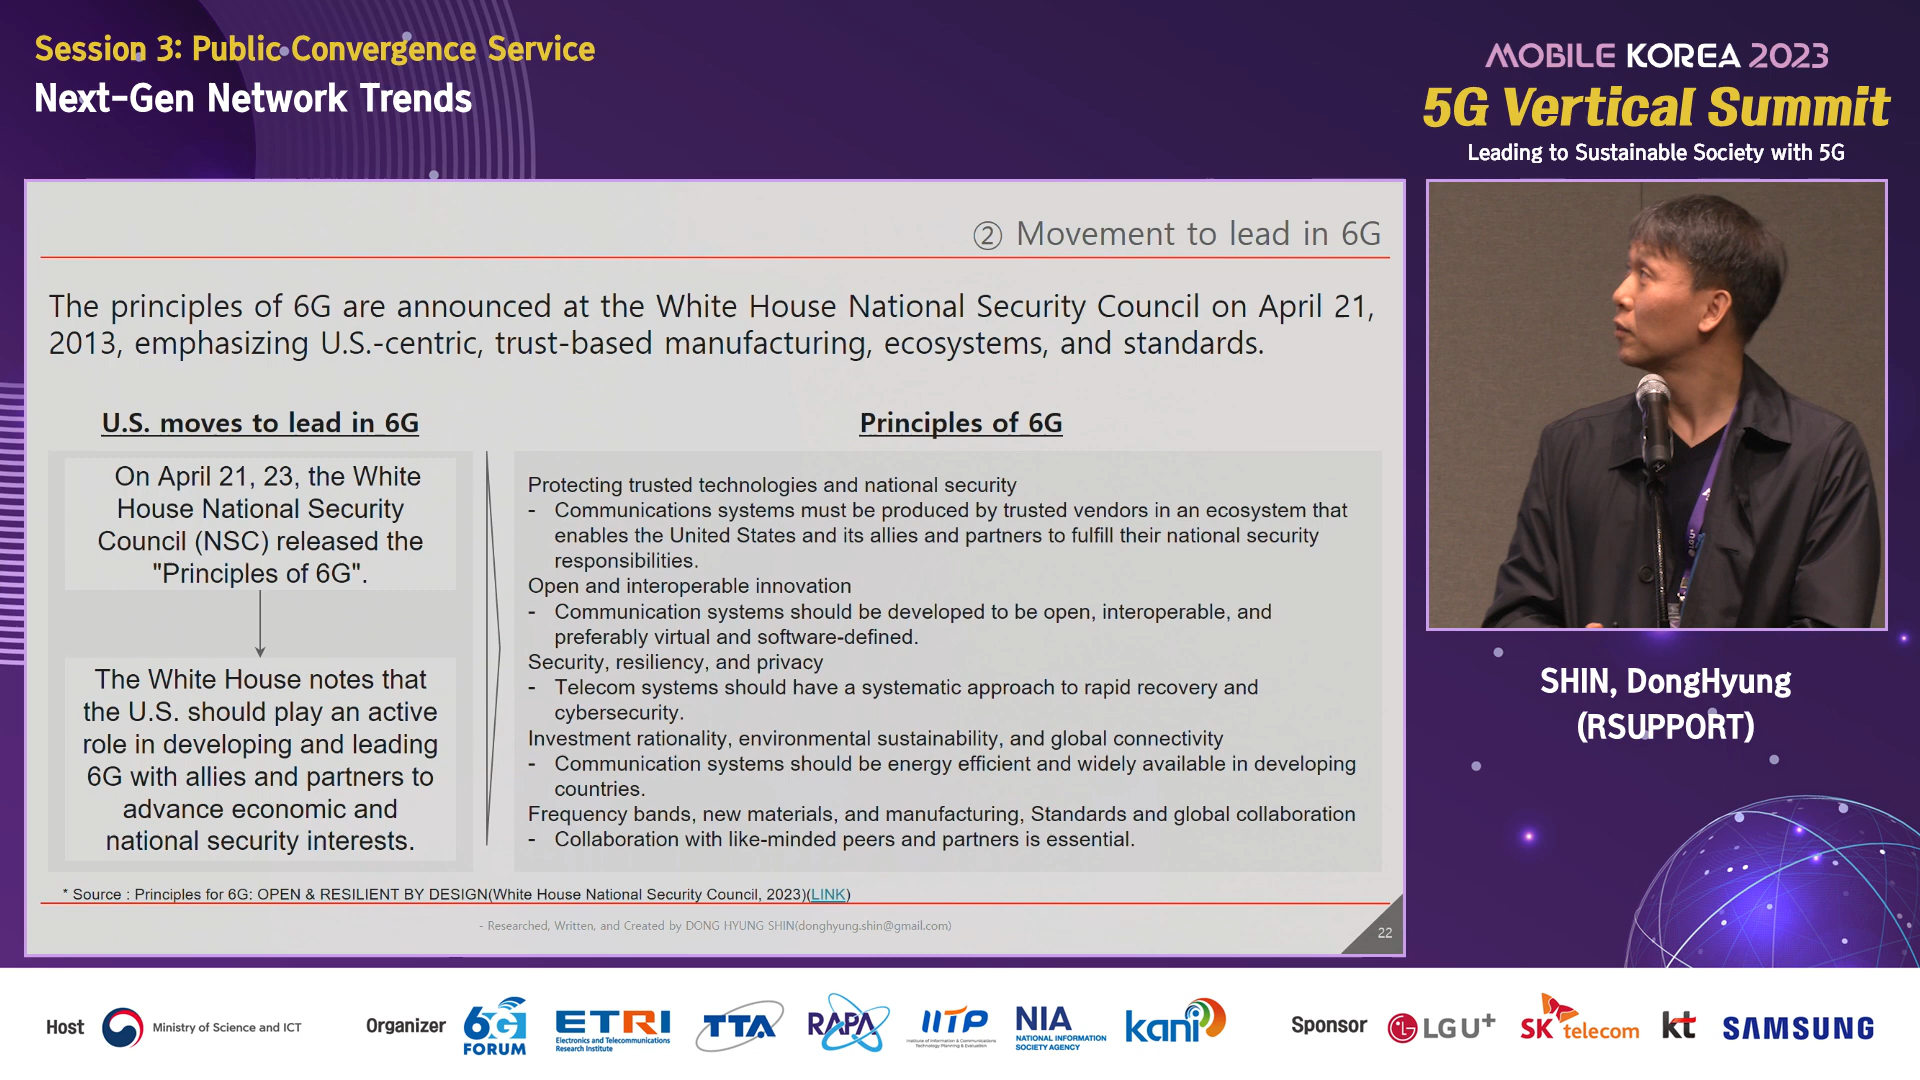 Session 3: Public Convergence Service
Next-Gen Network Trends
MOBILE KOREA 2023
5G Vertical Summit
Leading to Sustainable Society with 5G
② Movement to lead in 6G
The principles of 6G are announced at the White House National Security Council on April 21,
2013, emphasizing U.S.-centric, trust-based manufacturing, ecosystems, and standards.
U.S. moves to lead in 6G
On April 21, 23, the White
House National Security
Council (NSC) released the
"Principles of 6G".
The White House notes that
the U.S. should play an active
role in developing and leading
6G with allies and partners to
advance economic and
national security interests.
Principles of 6G
Protecting trusted technologies and national security
- Communications systems must be produced by trusted vendors in an ecosystem that
enables the United States and its allies and partners to fulfill their national security
responsibilities.
Open and interoperable innovation
- Communication systems should be developed to be open, interoperable, and
preferably virtual and software-defined.
Security, resiliency, and privacy
- Telecom systems should have a systematic approach to rapid recovery and
cybersecurity.
Investment rationality, environmental sustainability, and global connectivity
- Communication systems should be energy efficient and widely available in developing
countries.
Frequency bands, new materials, and manufacturing, Standards and global collaboration
- Collaboration with like-minded peers and partners is essential.
* Source : Principles for 6G: OPEN & RESILIENT BY DESIGN(White House National Security Council, 2023)(LINK)
- Researched, Written, and Created by DONG HYUNG SHIN(donghyung.shin@gmail.com)
22
SHIN, DongHyung
(RSUPPORT)
Host
Ministry of Science and ICT
Organizer
6G
FORUM
ETRI
Electronics and Telecommunications
Research Institute
TTA
RAPA
IITP
Institute of Information & Communications
Technology Planning & Evaluation
NIA
NATIONAL INFORMATION
SOCIETY AGENCY
kani
Sponsor
LG U+
SK telecom
kt
SAMSUNG